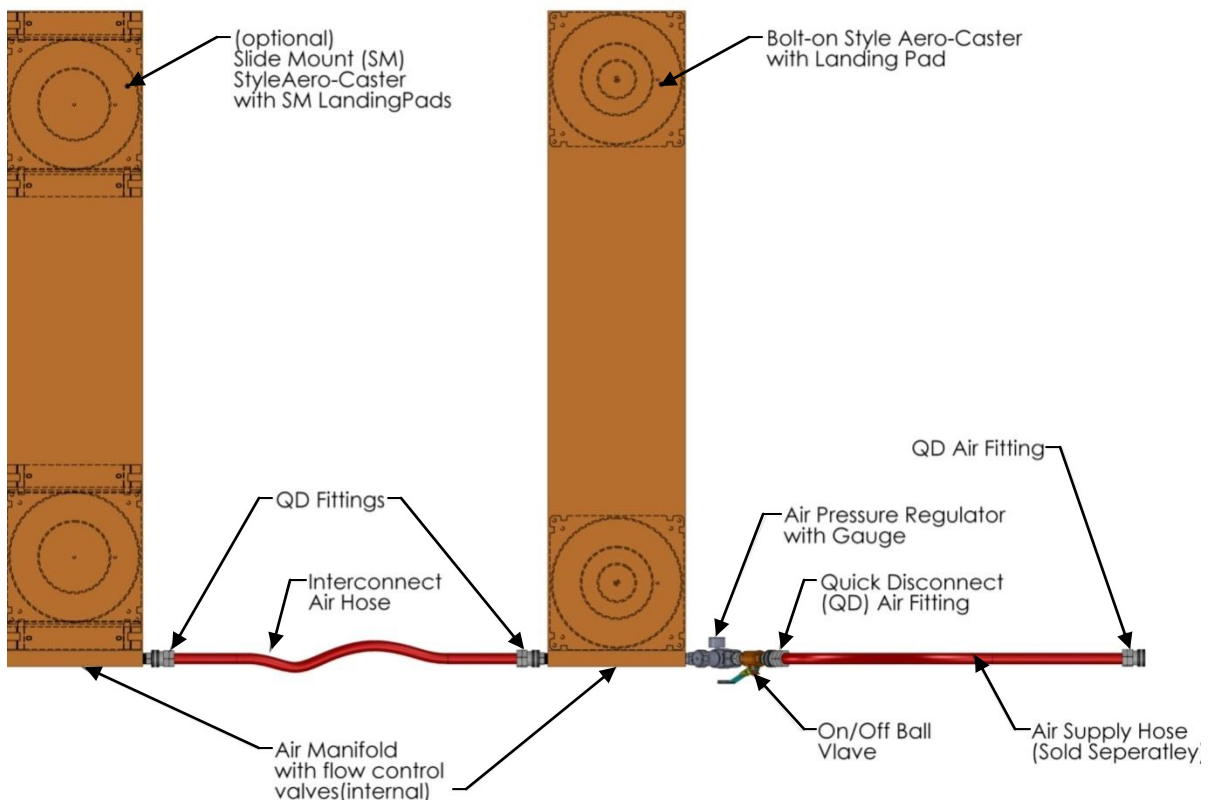 (optional)
Slide Mount (SM)
StyleAero-Caster
with SM LandingPads
Bolt-on Style Aero-Caster
with Landing Pad
QD Air Fitting
QD Fittings
Air Pressure Regulator
with Gauge
Interconnect
Air Hose
Quick Disconnect
(QD) Air Fitting
Air Manifold
with flow control
valves(internal)
On/Off Ball
Vlave
Air Supply Hose
(Sold Seperatley)